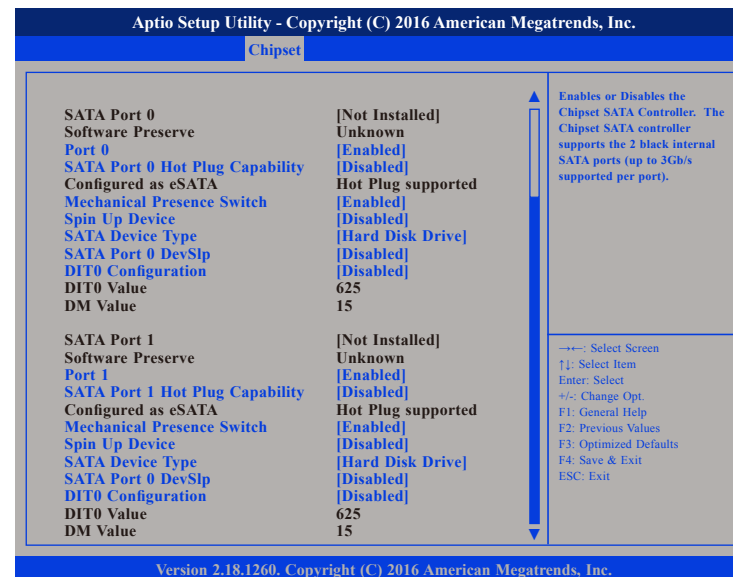 Aptio Setup Utility - Copyright (C) 2016 American Megatrends, Inc.
Chipset
SATA Port 0 [Not Installed]
Software Preserve Unknown
Port 0 [Enabled]
SATA Port 0 Hot Plug Capability [Disabled]
Configured as eSATA Hot Plug supported
Mechanical Presence Switch [Enabled]
Spin Up Device [Disabled]
SATA Device Type [Hard Disk Drive]
SATA Port 0 DevSlp [Disabled]
DIT0 Configuration [Disabled]
DIT0 Value 625
DM Value 15
SATA Port 1 [Not Installed]
Software Preserve Unknown
Port 1 [Enabled]
SATA Port 1 Hot Plug Capability [Disabled]
Configured as eSATA Hot Plug supported
Mechanical Presence Switch [Enabled]
Spin Up Device [Disabled]
SATA Device Type [Hard Disk Drive]
SATA Port 0 DevSlp [Disabled]
DIT0 Configuration [Disabled]
DIT0 Value 625
DM Value 15
Enables or Disables the
Chipset SATA Controller. The
Chipset SATA controller
supports the 2 black internal
SATA ports (up to 3Gb/s
supported per port).
→←: Select Screen
↑↓: Select Item
Enter: Select
+/-: Change Opt.
F1: General Help
F2: Previous Values
F3: Optimized Defaults
F4: Save & Exit
ESC: Exit
Version 2.18.1260. Copyright (C) 2016 American Megatrends, Inc.